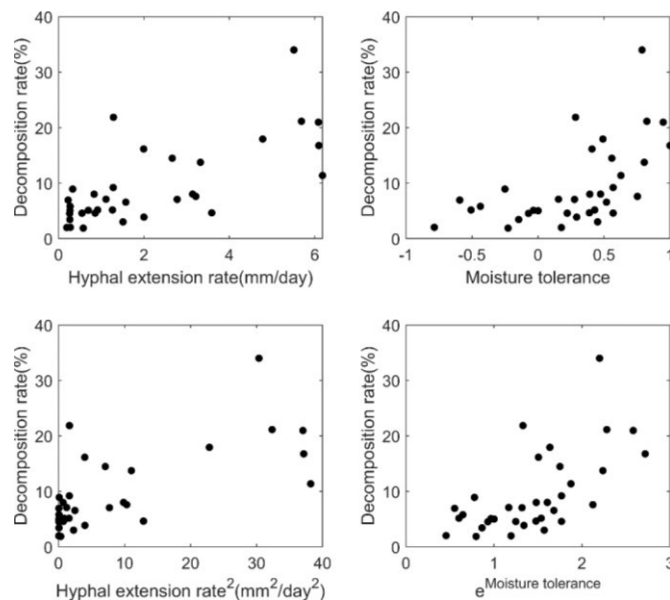 40
30
20
10
0
Decomposition rate(%)
0 2 4 6
Hyphal extension rate(mm/day)
40
30
20
10
0
Decomposition rate(%)
-1 -0.5 0 0.5 1
Moisture tolerance
40
30
20
10
0
Decomposition rate(%)
0 10 20 30 40
Hyphal extension rate²(mm²/day²)
40
30
20
10
0
Decomposition rate(%)
0 1 2 3
e^Moisture tolerance